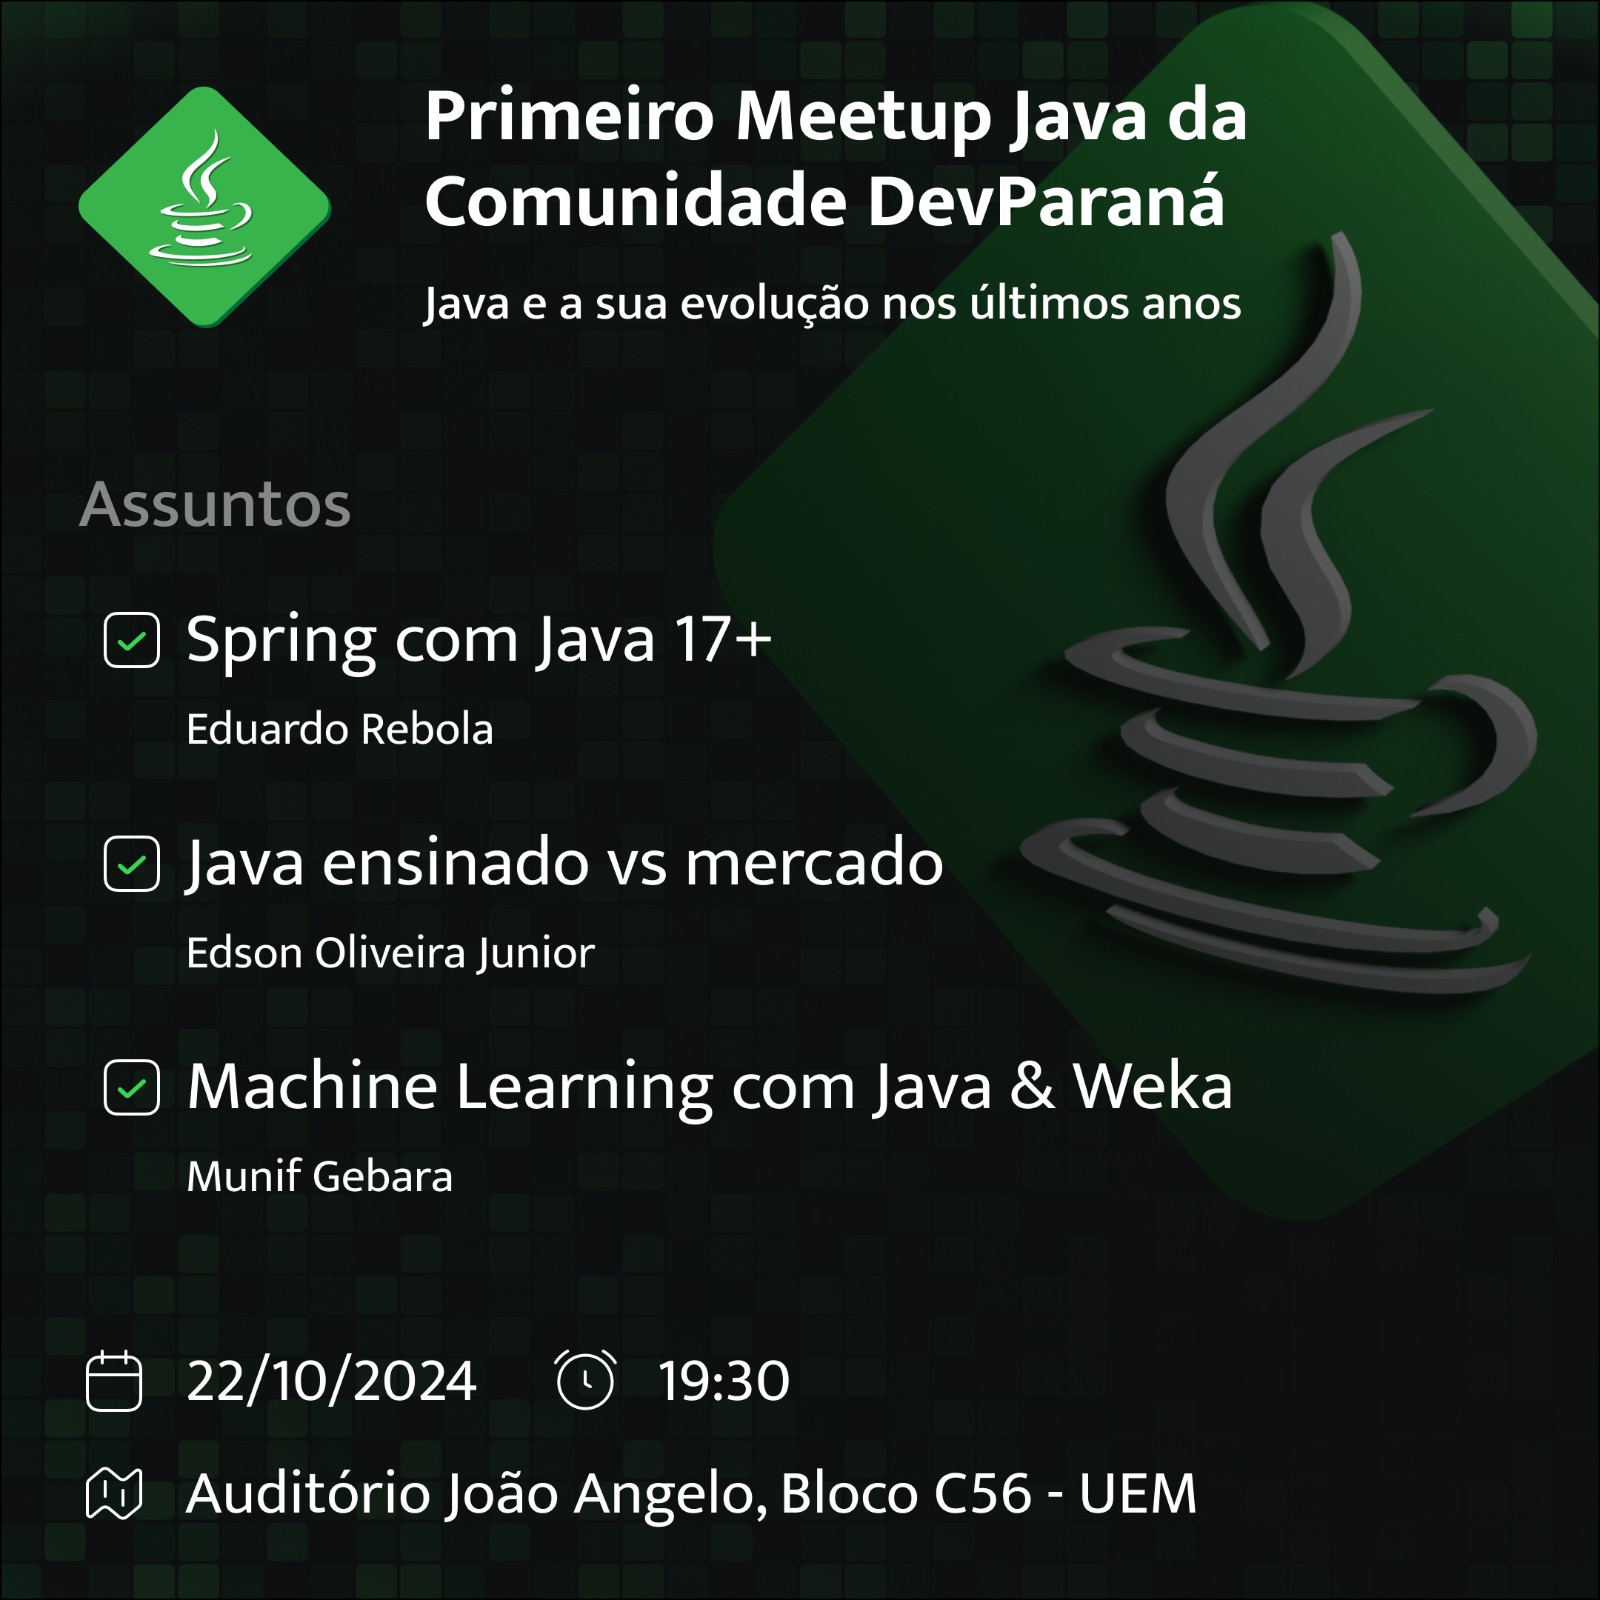 Primeiro Meetup Java da
Comunidade DevParaná
Java e a sua evolução nos últimos anos
Assuntos
Spring com Java 17+
Eduardo Rebola
Java ensinado vs mercado
Edson Oliveira Junior
Machine Learning com Java & Weka
Munif Gebara
22/10/2024 19:30
Auditório João Angelo, Bloco C56 - UEM